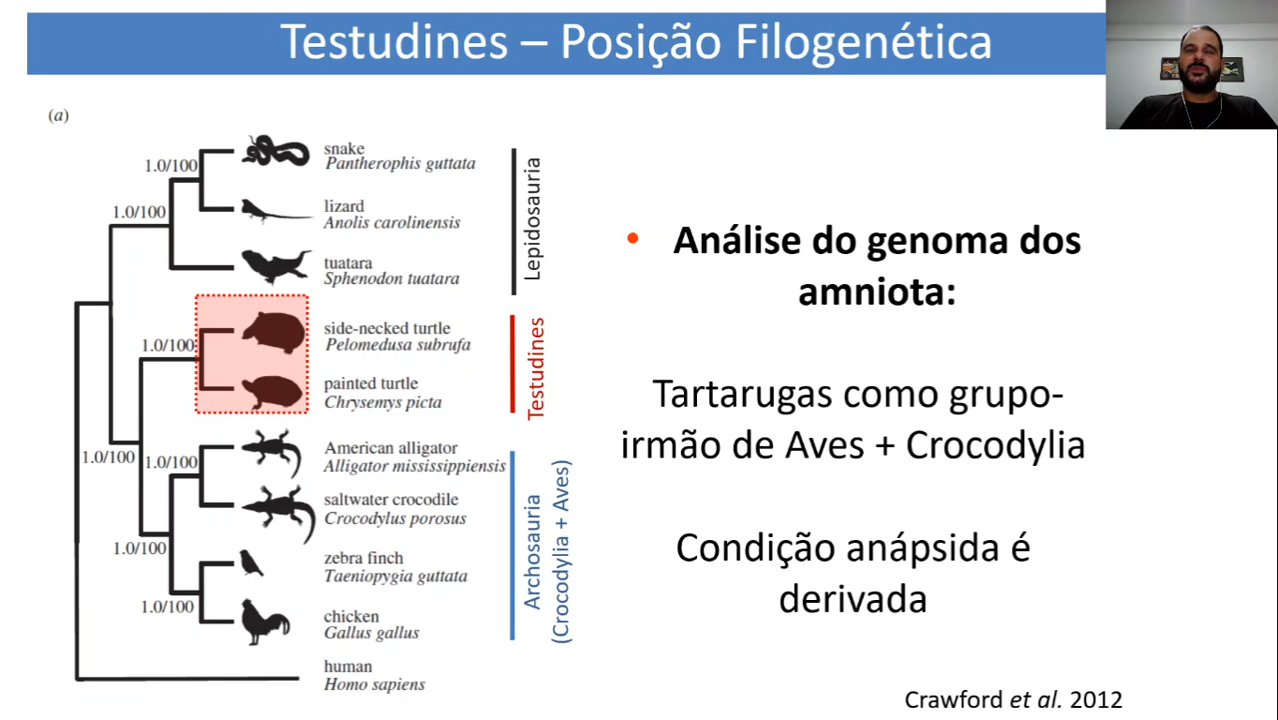 Testudines – Posição Filogenética
(a)
1.0/100
snake
Pantherophis guttata
1.0/100
lizard
Anolis carolinensis
tuatara
Sphenodon tuatara
Lepidosauria
1.0/100
side-necked turtle
Pelomedusa subrufa
painted turtle
Chrysemys picta
Testudines
1.0/100
1.0/100
American alligator
Alligator mississippiensis
saltwater crocodile
Crocodylus porosus
1.0/100
zebra finch
Taeniopygia guttata
1.0/100
chicken
Gallus gallus
Archosauria
(Crocodylia + Aves)
human
Homo sapiens
• Análise do genoma dos
amniota:
Tartarugas como grupo-
irmão de Aves + Crocodylia
Condição anápsida é
derivada
Crawford et al. 2012